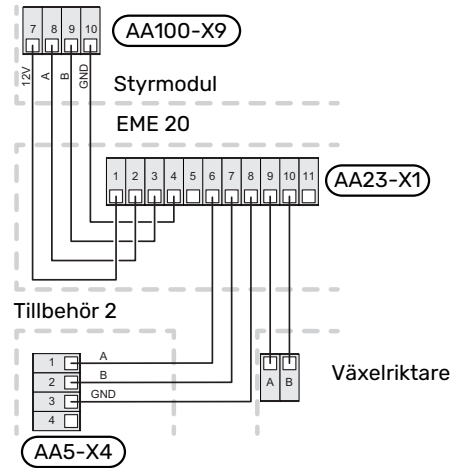 7 8 9 10
AA100-X9
12V A B GND
Styrmodul
EME 20
1 2 3 4 5 6 7 8 9 10 11
AA23-X1
Tillbehör 2
1 A
2 B
3 GND
4
A B
Växelriktare
AA5-X4